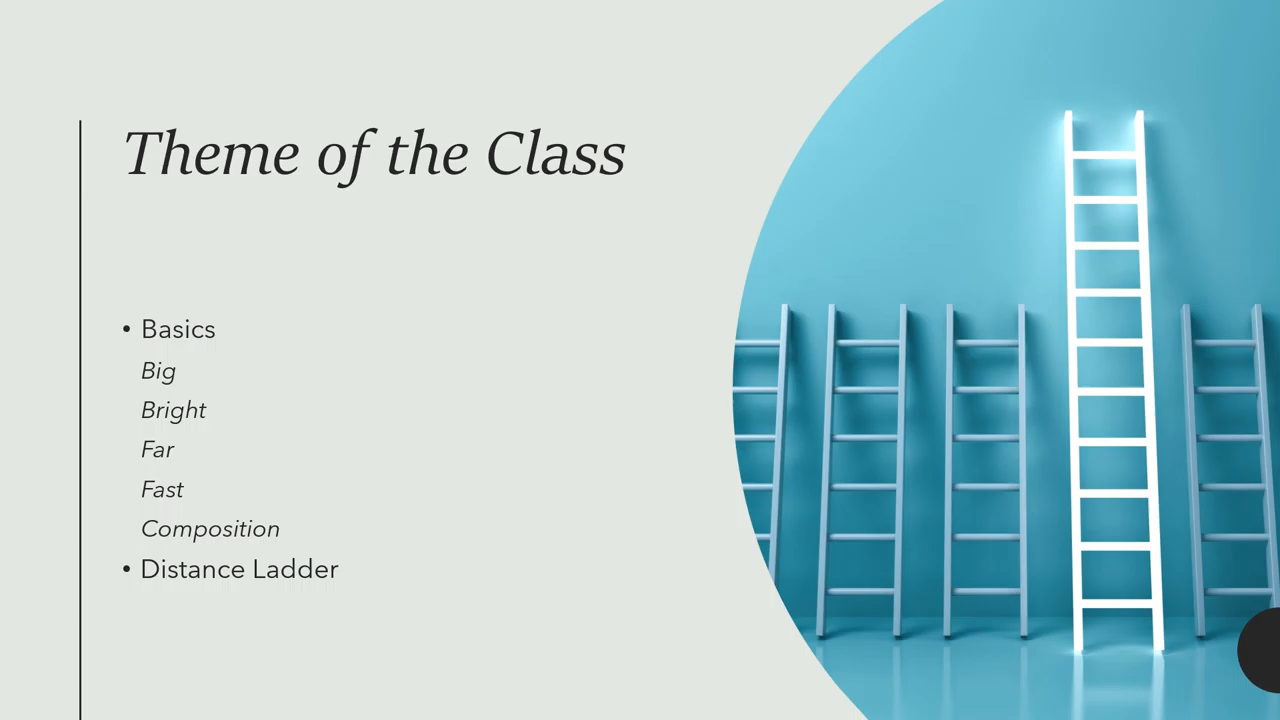 Theme of the Class
• Basics
Big
Bright
Far
Fast
Composition
• Distance Ladder